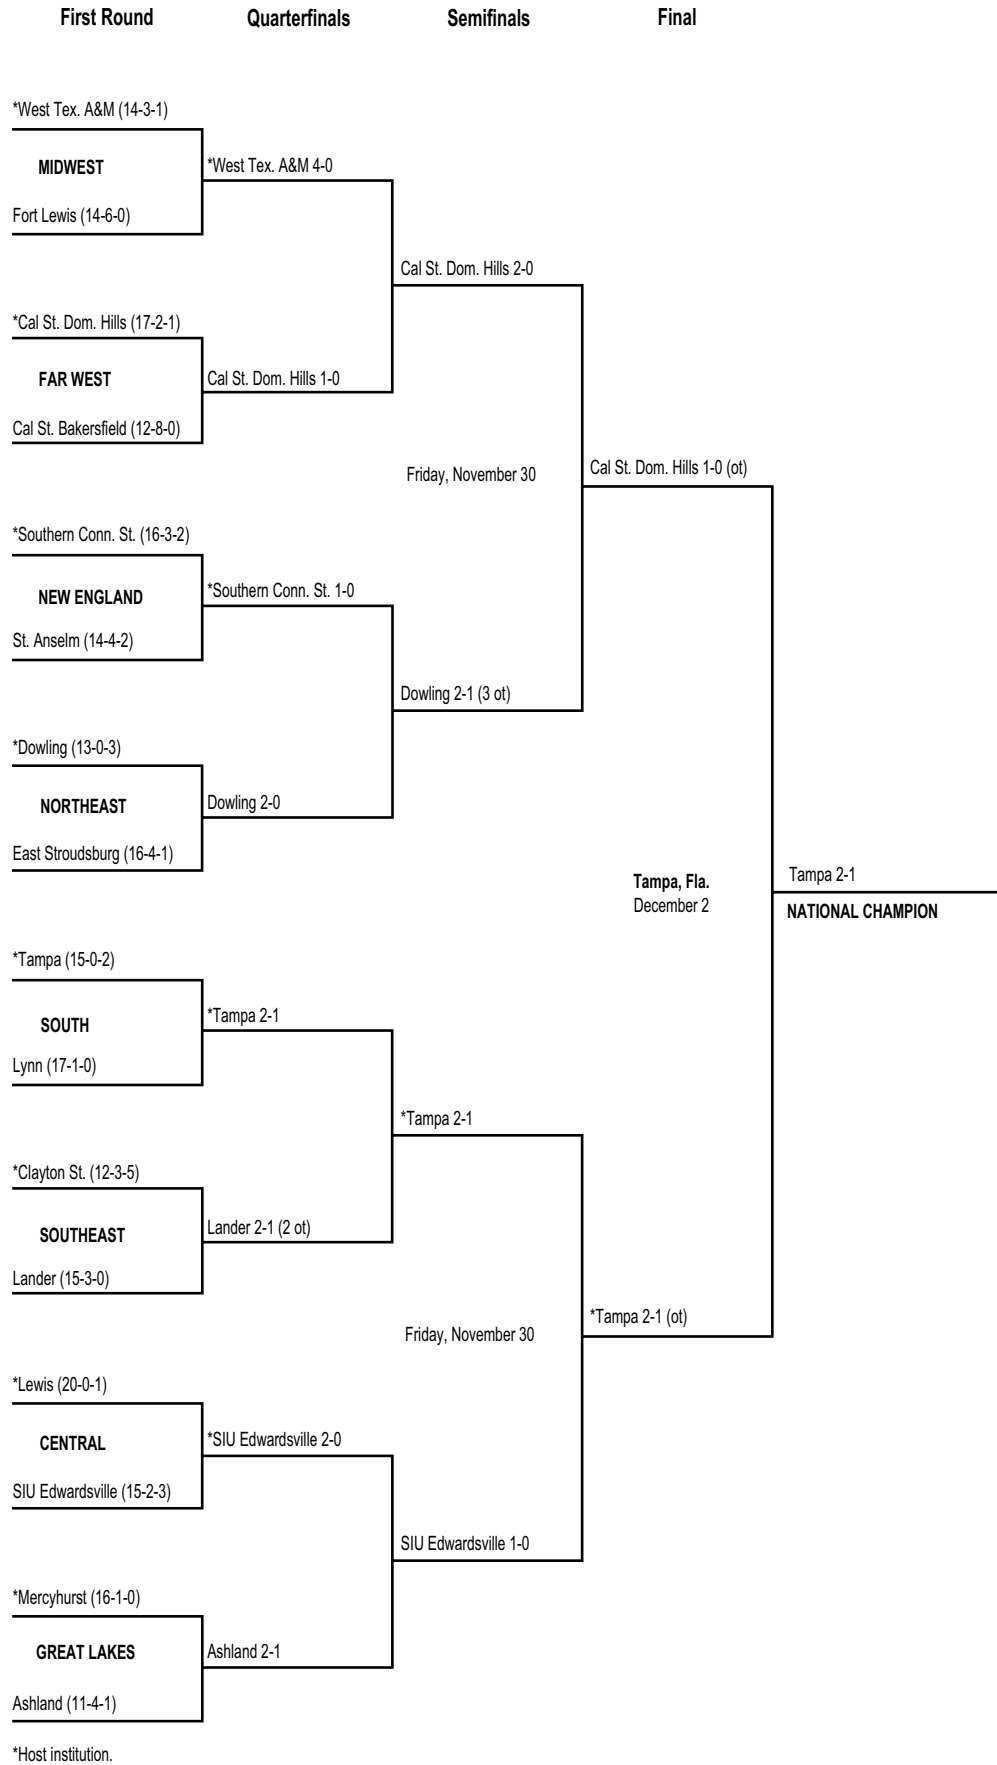 First Round Quarterfinals Semifinals Final
*West Tex. A&M (14-3-1)
MIDWEST
*West Tex. A&M 4-0
Fort Lewis (14-6-0)
Cal St. Dom. Hills 2-0
*Cal St. Dom. Hills (17-2-1)
FAR WEST
Cal St. Dom. Hills 1-0
Cal St. Bakersfield (12-8-0)
Friday, November 30
Cal St. Dom. Hills 1-0 (ot)
*Southern Conn. St. (16-3-2)
NEW ENGLAND
*Southern Conn. St. 1-0
St. Anselm (14-4-2)
Dowling 2-1 (3 ot)
*Dowling (13-0-3)
NORTHEAST
Dowling 2-0
East Stroudsburg (16-4-1)
Tampa, Fla.
December 2
Tampa 2-1
NATIONAL CHAMPION
*Tampa (15-0-2)
SOUTH
*Tampa 2-1
Lynn (17-1-0)
*Tampa 2-1
*Clayton St. (12-3-5)
SOUTHEAST
Lander 2-1 (2 ot)
Lander (15-3-0)
Friday, November 30
*Tampa 2-1 (ot)
*Lewis (20-0-1)
CENTRAL
*SIU Edwardsville 2-0
SIU Edwardsville (15-2-3)
SIU Edwardsville 1-0
*Mercyhurst (16-1-0)
GREAT LAKES
Ashland 2-1
Ashland (11-4-1)
*Host institution.